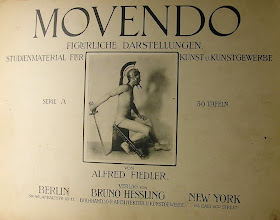 MOVENDO
FIGÜRLICHE DARSTELLUNGEN.
STUDIENMATERIAL FÜR KUNST U. KUNSTGEWERBE
SERIE A 50 TAFELN
VON
ALFRED FIEDLER.
VERLAG VON
BERLIN BRUNO HESSLING NEW YORK